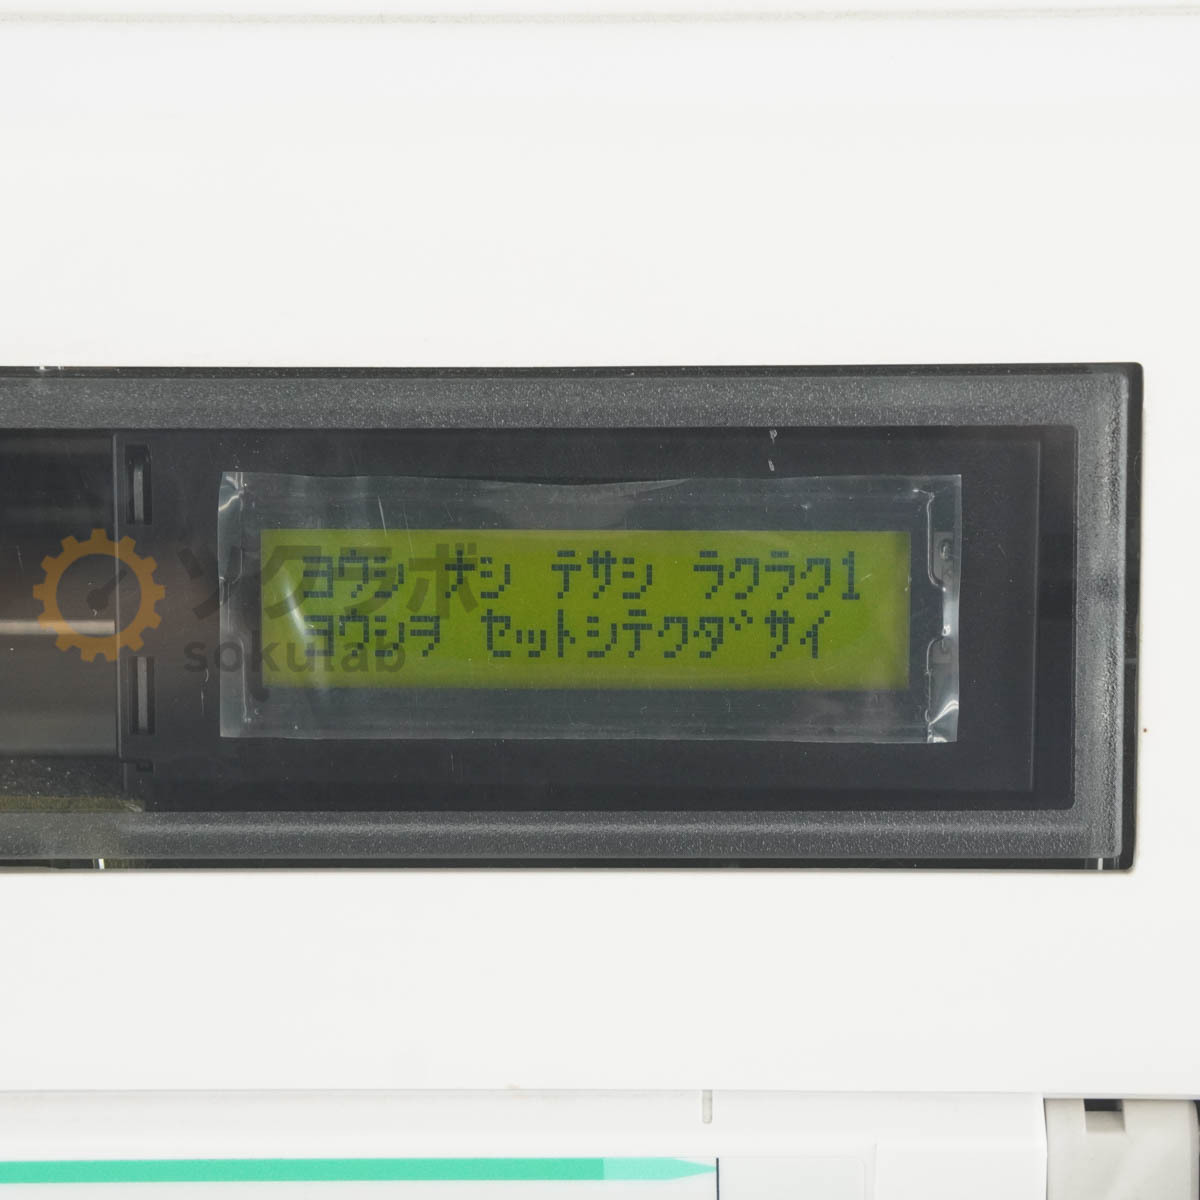 ﾖｳｼ ﾅｼ ﾃｻｼ ﾗｸﾗｸ1
ﾖｳｼｦ ｾｯﾄｼﾃｸﾀﾞｻｲ
ソクラボ
sokulab